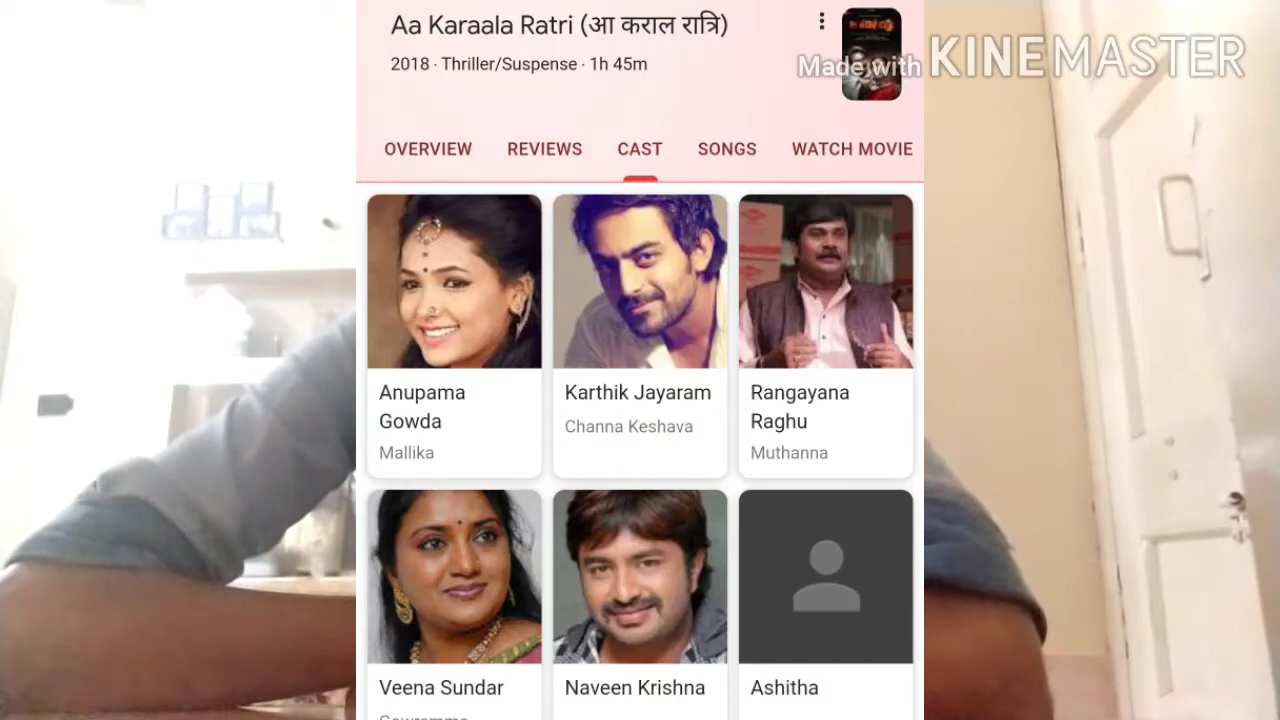 Aa Karaala Ratri (आ कराल रात्रि)
2018 · Thriller/Suspense · 1h 45m
Made with KINEMASTER
OVERVIEW REVIEWS CAST SONGS WATCH MOVIE
Anupama Gowda
Mallika
Karthik Jayaram
Channa Keshava
Rangayana Raghu
Muthanna
Veena Sundar
Naveen Krishna
Ashitha